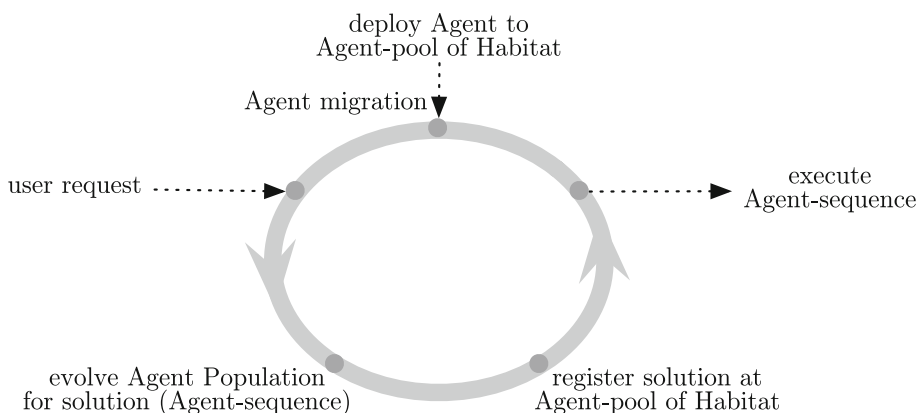 deploy Agent to
Agent-pool of Habitat
Agent migration
user request
execute
Agent-sequence
evolve Agent Population
for solution (Agent-sequence)
register solution at
Agent-pool of Habitat